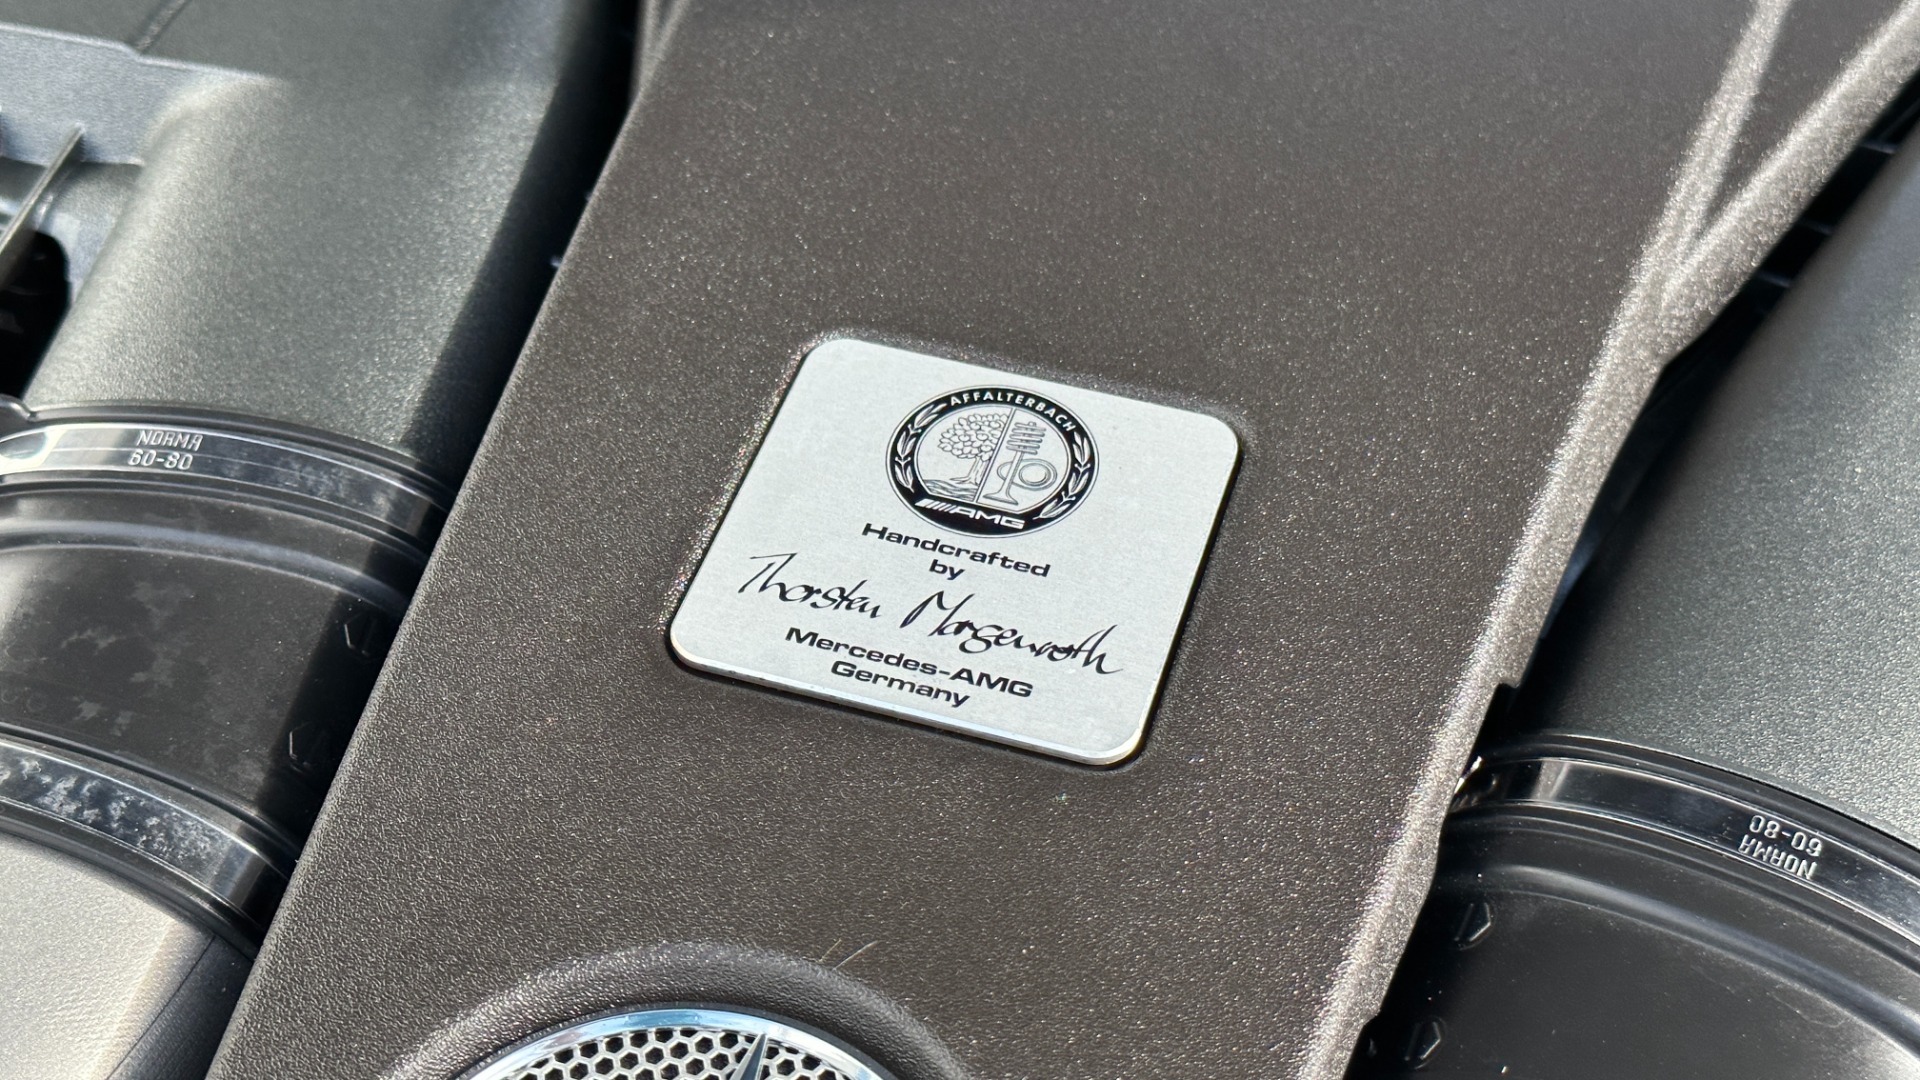 AFFALTERBACH
AMG
Handcrafted
by
Thorsten Morgenroth
Mercedes-AMG
Germany
NORMA
60-80
NORMA
60-80